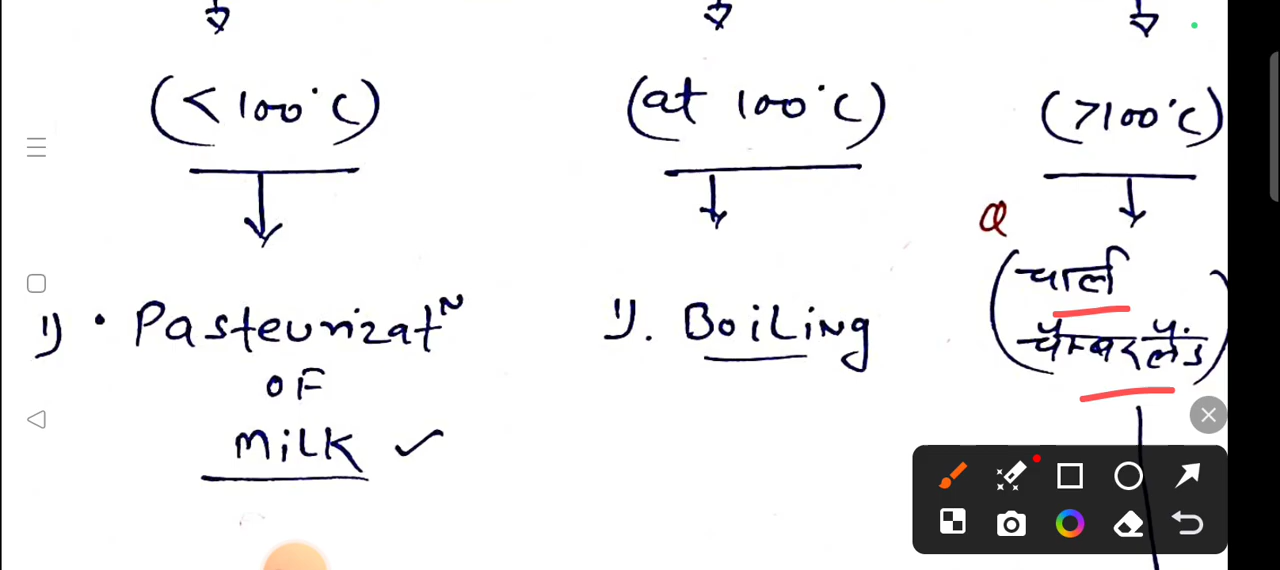 (< 100°C)
(at 100°C)
(>100°C)
Q
1) • Pasteurizatᴺ
OF
MiLK ✓
1). BoiLiNg
(चार्ल
चेम्बरलेंड)